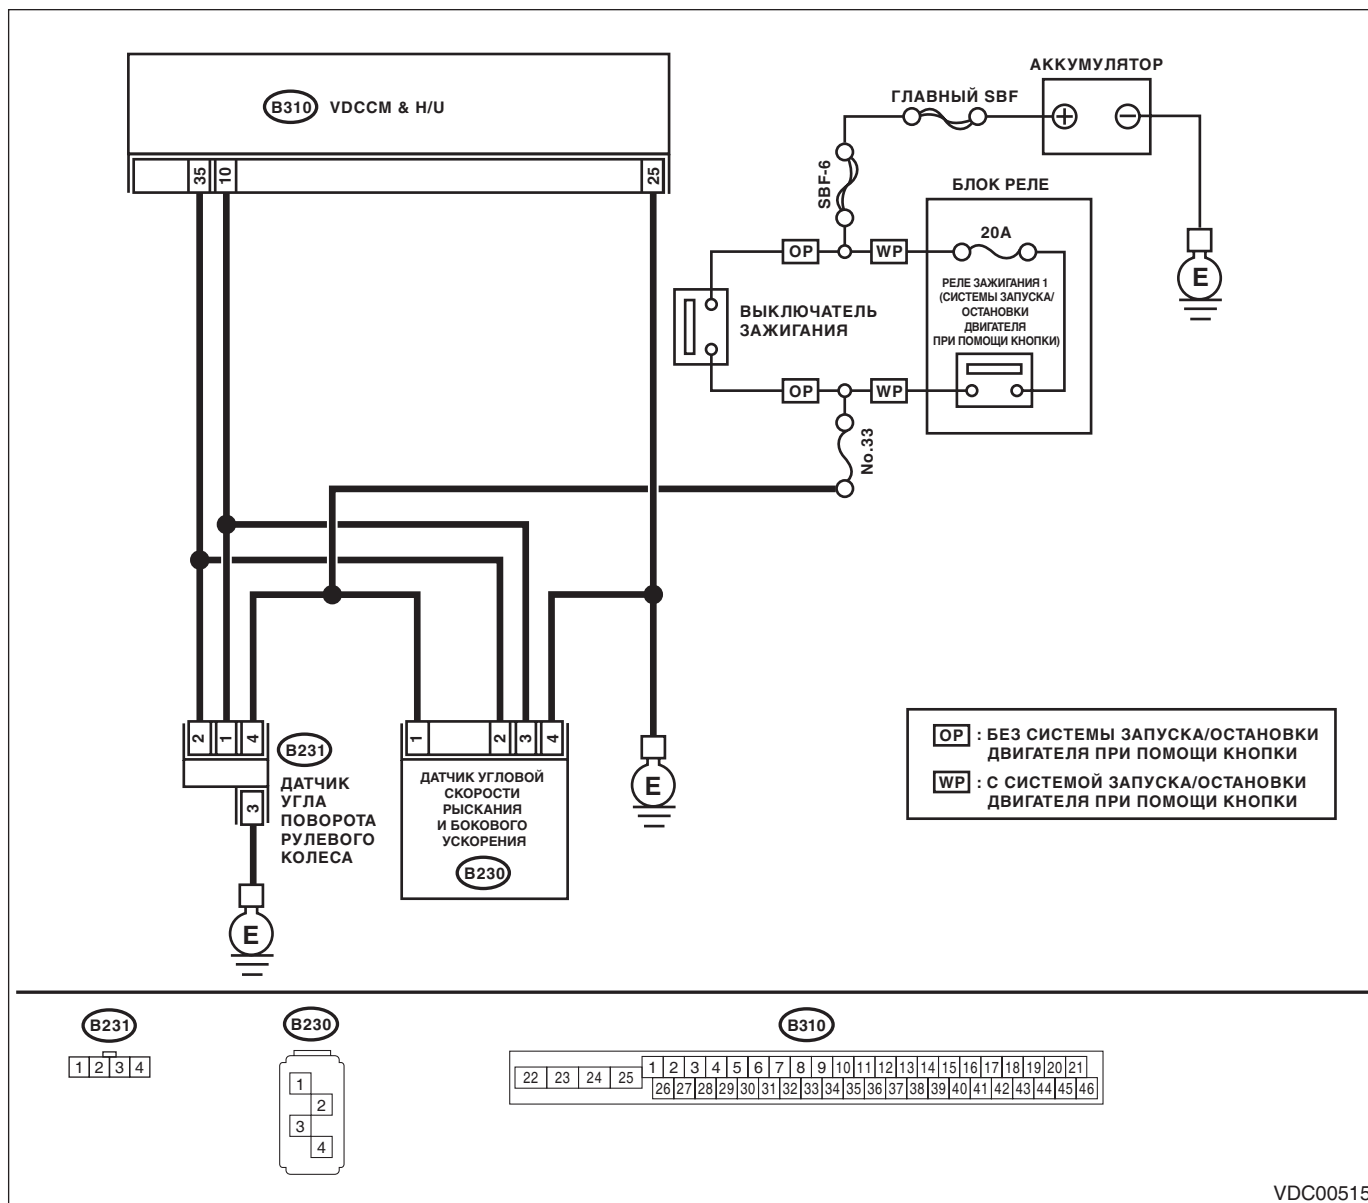 B310 VDCCM & H/U
35 10 25
АККУМУЛЯТОР
ГЛАВНЫЙ SBF
SBF-6
БЛОК РЕЛЕ
OP WP
20A
РЕЛЕ ЗАЖИГАНИЯ 1
(СИСТЕМЫ ЗАПУСКА/
ОСТАНОВКИ
ДВИГАТЕЛЯ
ПРИ ПОМОЩИ КНОПКИ)
E
ВЫКЛЮЧАТЕЛЬ
ЗАЖИГАНИЯ
OP WP
No.33
2 1 4
B231
ДАТЧИК
УГЛА
ПОВОРОТА
РУЛЕВОГО
КОЛЕСА
3
E
1 2 3 4
ДАТЧИК УГЛОВОЙ
СКОРОСТИ
РЫСКАНИЯ
И БОКОВОГО
УСКОРЕНИЯ
B230
E
OP : БЕЗ СИСТЕМЫ ЗАПУСКА/ОСТАНОВКИ
ДВИГАТЕЛЯ ПРИ ПОМОЩИ КНОПКИ
WP : С СИСТЕМОЙ ЗАПУСКА/ОСТАНОВКИ
ДВИГАТЕЛЯ ПРИ ПОМОЩИ КНОПКИ
B231
1 2 3 4
B230
1
2
3
4
B310
22 23 24 25
1 2 3 4 5 6 7 8 9 10 11 12 13 14 15 16 17 18 19 20 21
26 27 28 29 30 31 32 33 34 35 36 37 38 39 40 41 42 43 44 45 46
VDC00515